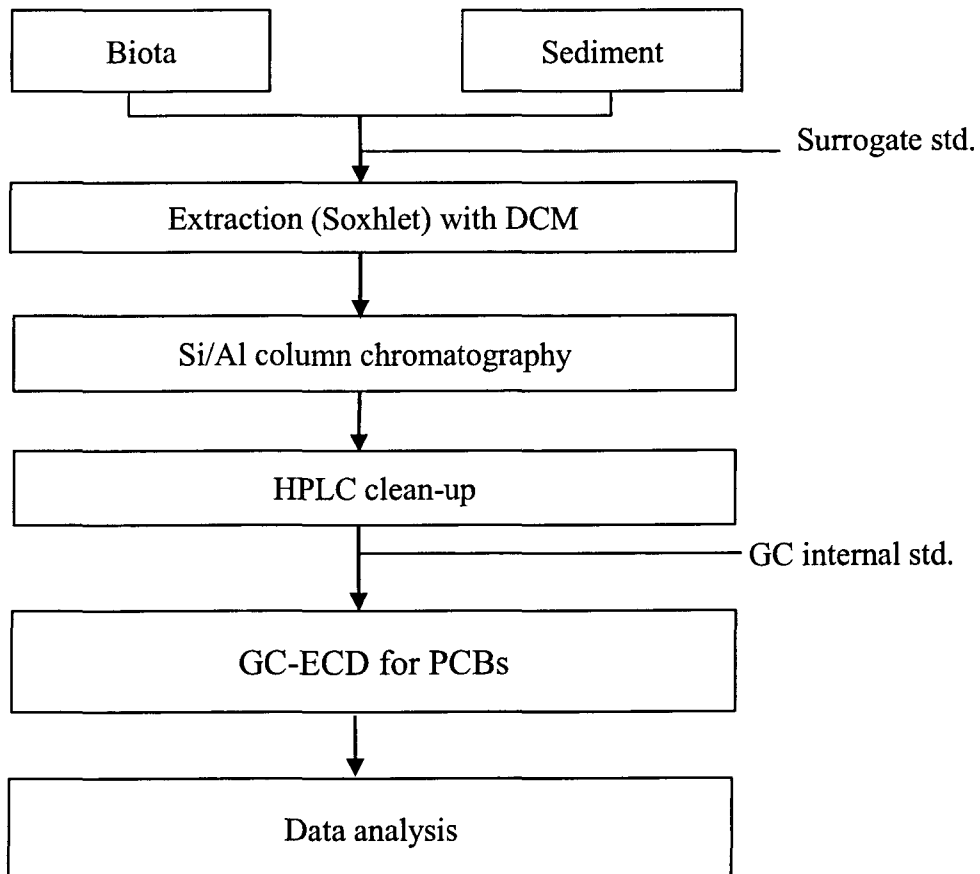 Biota
Sediment
Surrogate std.
Extraction (Soxhlet) with DCM
Si/Al column chromatography
HPLC clean-up
GC internal std.
GC-ECD for PCBs
Data analysis